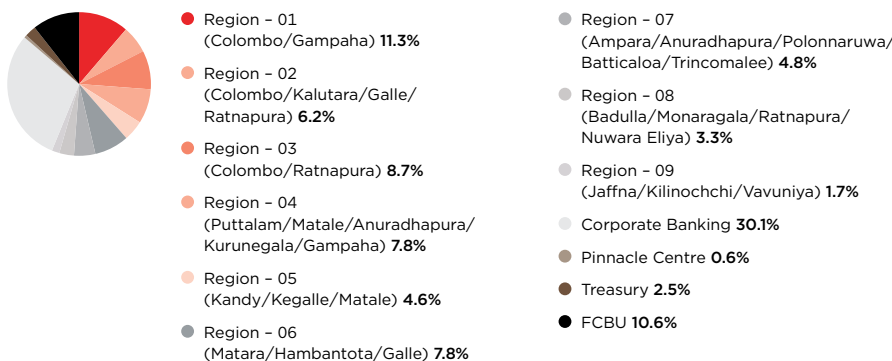 Region – 01
(Colombo/Gampaha) 11.3%
Region – 02
(Colombo/Kalutara/Galle/
Ratnapura) 6.2%
Region – 03
(Colombo/Ratnapura) 8.7%
Region – 04
(Puttalam/Matale/Anuradhapura/
Kurunegala/Gampaha) 7.8%
Region – 05
(Kandy/Kegalle/Matale) 4.6%
Region – 06
(Matara/Hambantota/Galle) 7.8%
Region – 07
(Ampara/Anuradhapura/Polonnaruwa/
Batticaloa/Trincomalee) 4.8%
Region – 08
(Badulla/Monaragala/Ratnapura/
Nuwara Eliya) 3.3%
Region – 09
(Jaffna/Kilinochchi/Vavuniya) 1.7%
Corporate Banking 30.1%
Pinnacle Centre 0.6%
Treasury 2.5%
FCBU 10.6%